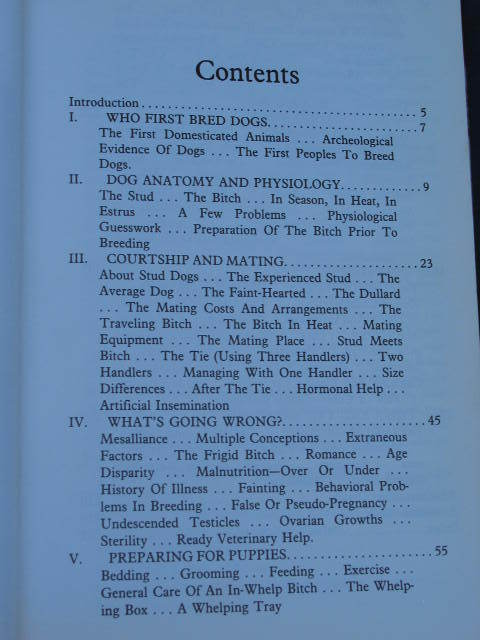 Contents
Introduction........................................ 5
I. WHO FIRST BRED DOGS......................7
The First Domesticated Animals ... Archeological
Evidence Of Dogs ... The First Peoples To Breed
Dogs.
II. DOG ANATOMY AND PHYSIOLOGY............9
The Stud ... The Bitch ... In Season, In Heat, In
Estrus ... A Few Problems ... Physiological
Guesswork ... Preparation Of The Bitch Prior To
Breeding
III. COURTSHIP AND MATING....................23
About Stud Dogs ... The Experienced Stud ... The
Average Dog ... The Faint-Hearted ... The Dullard
... The Mating Costs And Arrangements ... The
Traveling Bitch ... The Bitch In Heat ... Mating
Equipment ... The Mating Place ... Stud Meets
Bitch ... The Tie (Using Three Handlers) ... Two
Handlers ... Managing With One Handler ... Size
Differences ... After The Tie ... Hormonal Help ...
Artificial Insemination
IV. WHAT'S GOING WRONG?......................45
Mesalliance ... Multiple Conceptions ... Extraneous
Factors ... The Frigid Bitch ... Romance ... Age
Disparity ... Malnutrition—Over Or Under ...
History Of Illness ... Fainting ... Behavioral Prob-
lems In Breeding ... False Or Pseudo-Pregnancy ...
Undescended Testicles ... Ovarian Growths ...
Sterility ... Ready Veterinary Help.
V. PREPARING FOR PUPPIES......................55
Bedding ... Grooming ... Feeding ... Exercise ...
General Care Of An In-Whelp Bitch ... The Whelp-
ing Box ... A Whelping Tray